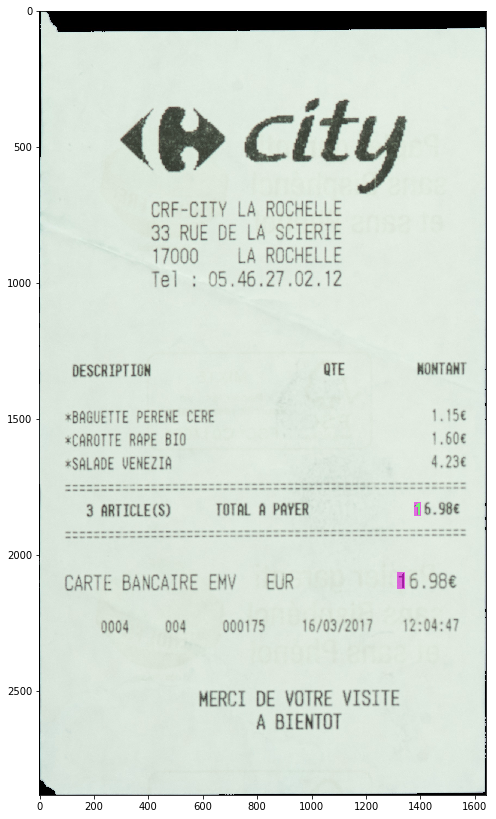 0
500
city
CRF-CITY LA ROCHELLE
33 RUE DE LA SCIERIE
17000 LA ROCHELLE
Tel : 05.46.27.02.12
1000
DESCRIPTION QTE MONTANT
*BAGUETTE PERENE CERE 1.15€
1500
*CAROTTE RAPE BIO 1.60€
*SALADE VENEZIA 4.23€
3 ARTICLE(S) TOTAL A PAYER 16.98€
2000
CARTE BANCAIRE EMV EUR 16.98€
0004 004 000175 16/03/2017 12:04:47
2500
MERCI DE VOTRE VISITE
A BIENTOT
0 200 400 600 800 1000 1200 1400 1600